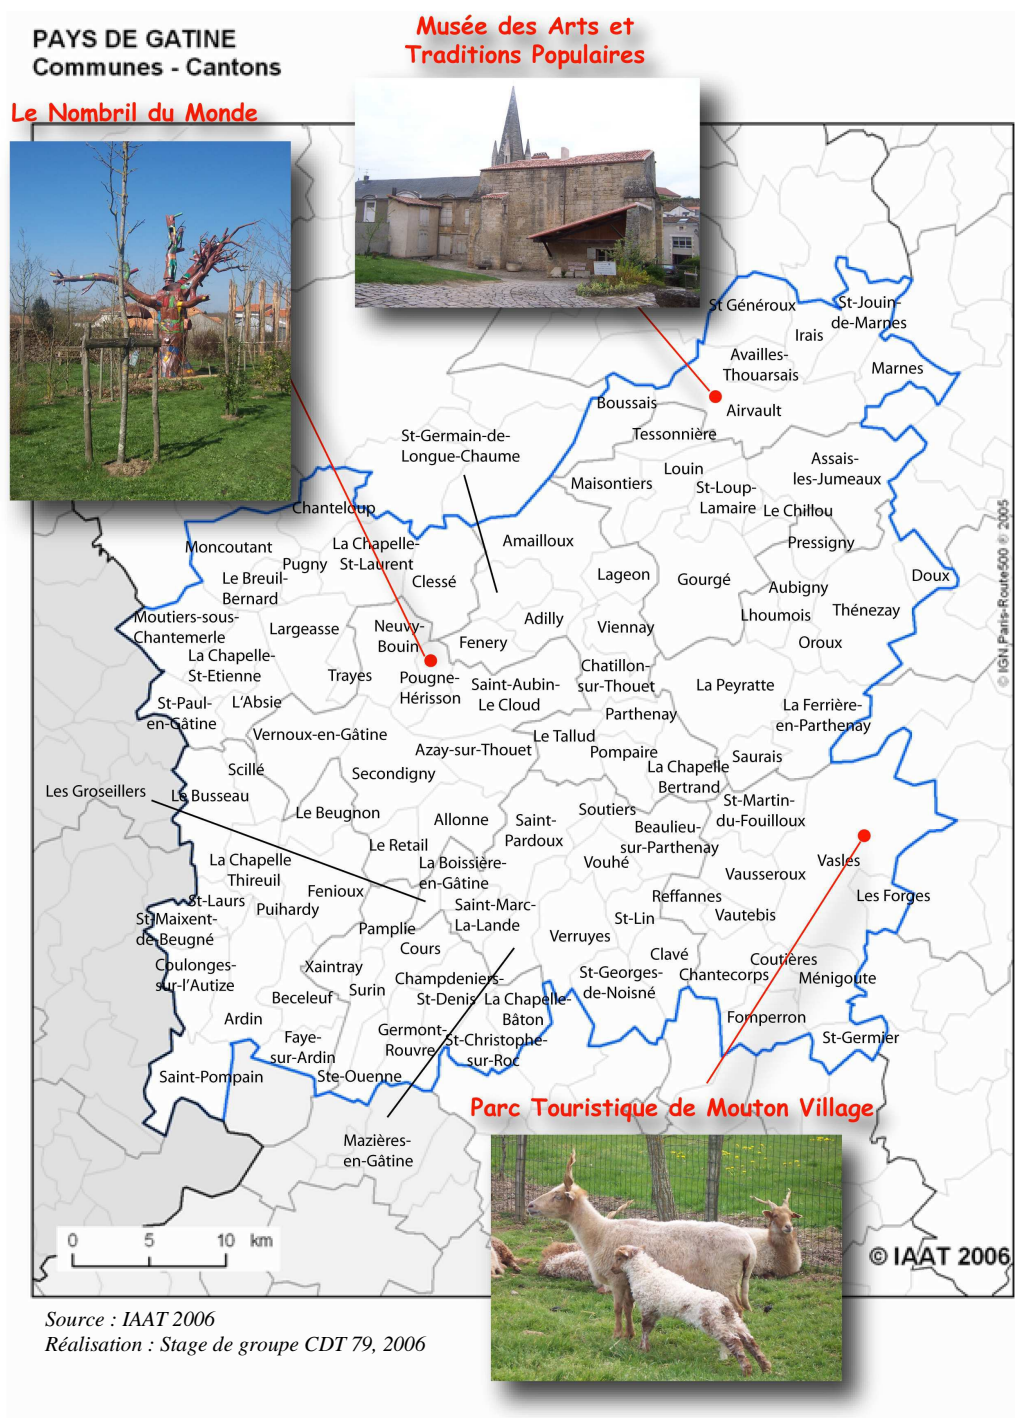 PAYS DE GATINE
Communes - Cantons
Musée des Arts et
Traditions Populaires
Le Nombril du Monde
St Généroux
St-Jouin-
de-Marnes
Irais
Availles-
Thouarsais
Marnes
Boussais
Airvault
Tessonnière
St-Germain-de-
Longue-Chaume
Louin
Assais-
les-Jumeaux
Maisontiers
St-Loup-
Lamaire
Le Chillou
Chanteloup
Pressigny
Moncoutant
La Chapelle-
St-Laurent
Amailloux
Pugny
Clessé
Lageon
Gourgé
Doux
Le Breuil-
Bernard
Aubigny
Moutiers-sous-
Chantemerle
Largeasse
Neuvy-
Bouin
Adilly
Viennay
Lhoumois
Thénezay
Fenery
Oroux
La Chapelle-
St-Etienne
Trayes
Pougne-
Hérisson
Saint-Aubin-
Le Cloud
Chatillon-
sur-Thouet
La Peyratte
St-Paul-
en-Gâtine
L'Absie
Parthenay
La Ferrière-
en-Parthenay
Vernoux-en-Gâtine
Azay-sur-Thouet
Le Tallud
Pompaire
Saurais
Scillé
Secondigny
La Chapelle
Bertrand
Les Groseillers
Le Busseau
Le Beugnon
Allonne
Saint-
Pardoux
Soutiers
St-Martin-
du-Fouilloux
Beaulieu-
sur-Parthenay
Le Retail
La Chapelle
Thireuil
La Boissière-
en-Gâtine
Vouhé
Vasles
Vausseroux
Fenioux
Reffannes
Les Forges
St-Laurs
Puihardy
Saint-Marc-
La-Lande
St-Lin
Vautebis
St-Maixent-
de-Beugné
Pamplie
Cours
Verruyes
Clavé
Coutières
Coulonges-
sur-l'Autize
Xaintray
Champdeniers-
St-Denis
St-Georges-
de-Noisné
Chantecorps
Ménigoute
Surin
Beceleuf
La Chapelle-
Bâton
Fomperron
Ardin
Germont-
Rouvre
St-Christophe-
sur-Roc
St-Germier
Faye-
sur-Ardin
Saint-Pompain
Ste-Ouenne
Parc Touristique de Mouton Village
Mazières-
en-Gâtine
0 5 10 km
© IAAT 2006
© IGN, Paris-Route500 ® 2005
Source : IAAT 2006
Réalisation : Stage de groupe CDT 79, 2006